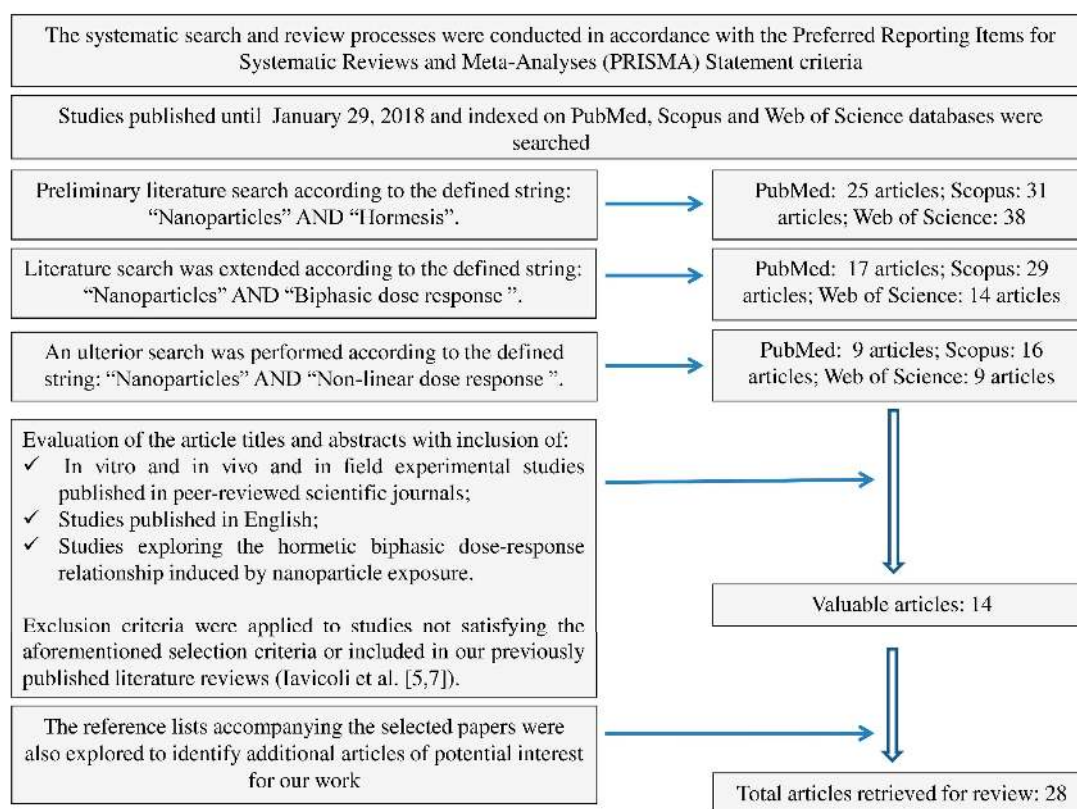 The systematic search and review processes were conducted in accordance with the Preferred Reporting Items for
Systematic Reviews and Meta-Analyses (PRISMA) Statement criteria
Studies published until January 29, 2018 and indexed on PubMed, Scopus and Web of Science databases were
searched
Preliminary literature search according to the defined string:
“Nanoparticles” AND “Hormesis”.
PubMed: 25 articles; Scopus: 31
articles; Web of Science: 38
Literature search was extended according to the defined string:
“Nanoparticles” AND “Biphasic dose response ”.
PubMed: 17 articles; Scopus: 29
articles; Web of Science: 14 articles
An ulterior search was performed according to the defined
string: “Nanoparticles” AND “Non-linear dose response ”.
PubMed: 9 articles; Scopus: 16
articles; Web of Science: 9 articles
Evaluation of the article titles and abstracts with inclusion of:
✓ In vitro and in vivo and in field experimental studies
published in peer-reviewed scientific journals;
✓ Studies published in English;
✓ Studies exploring the hormetic biphasic dose-response
relationship induced by nanoparticle exposure.
Exclusion criteria were applied to studies not satisfying the
aforementioned selection criteria or included in our previously
published literature reviews (Iavicoli et al. [5,7]).
Valuable articles: 14
The reference lists accompanying the selected papers were
also explored to identify additional articles of potential interest
for our work
Total articles retrieved for review: 28